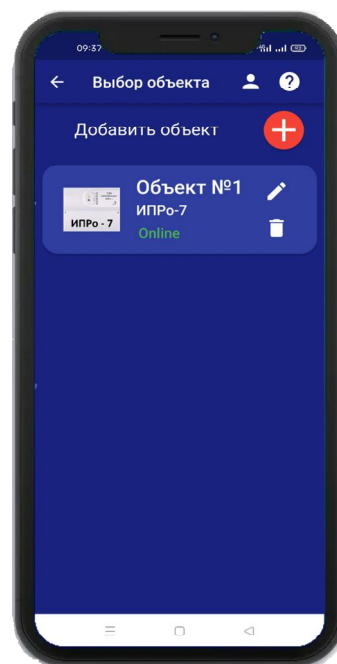 09:37
Выбор объекта
Добавить объект
Объект №1
ИПРо-7
Online
ИПРо - 7